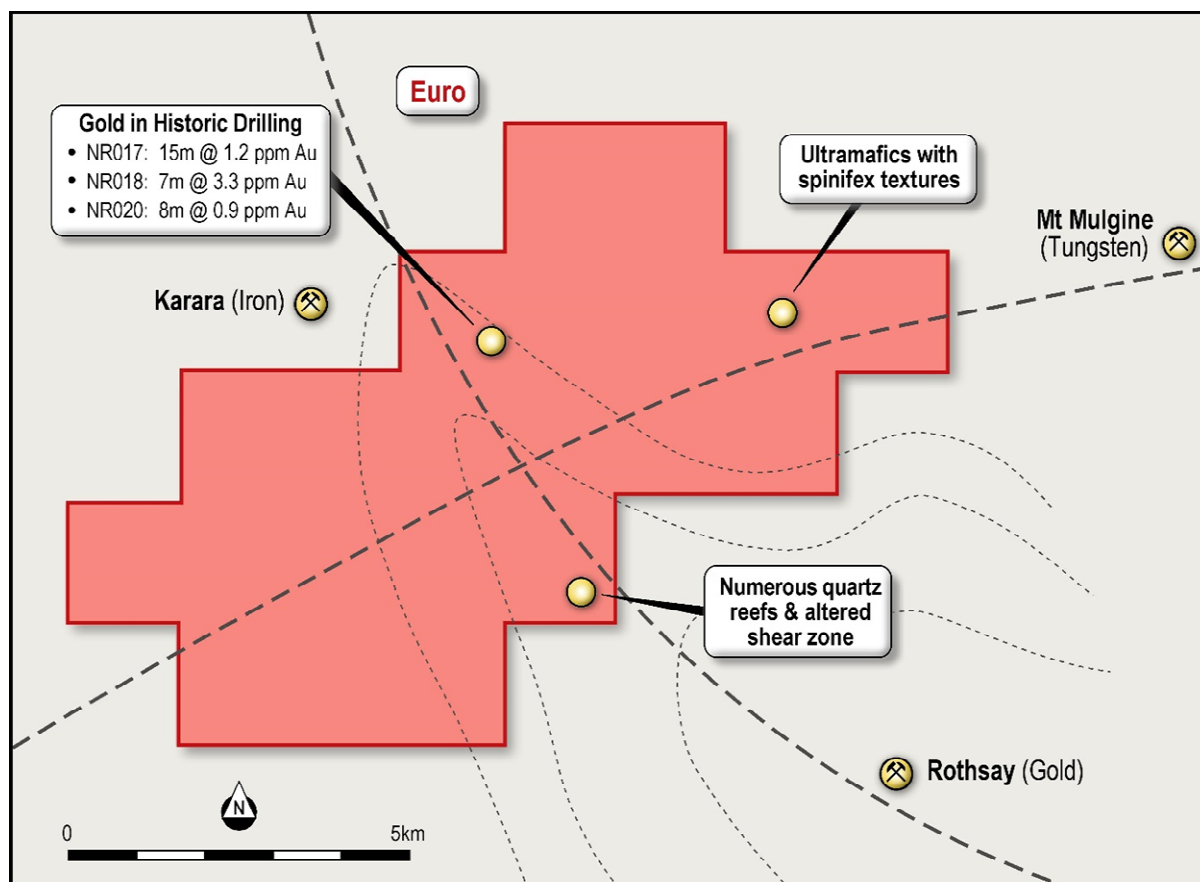 Euro
Gold in Historic Drilling
• NR017: 15m @ 1.2 ppm Au
• NR018: 7m @ 3.3 ppm Au
• NR020: 8m @ 0.9 ppm Au
Ultramafics with
spinifex textures
Mt Mulgine
(Tungsten)
Karara (Iron)
Numerous quartz
reefs & altered
shear zone
Rothsay (Gold)
N
0 5km